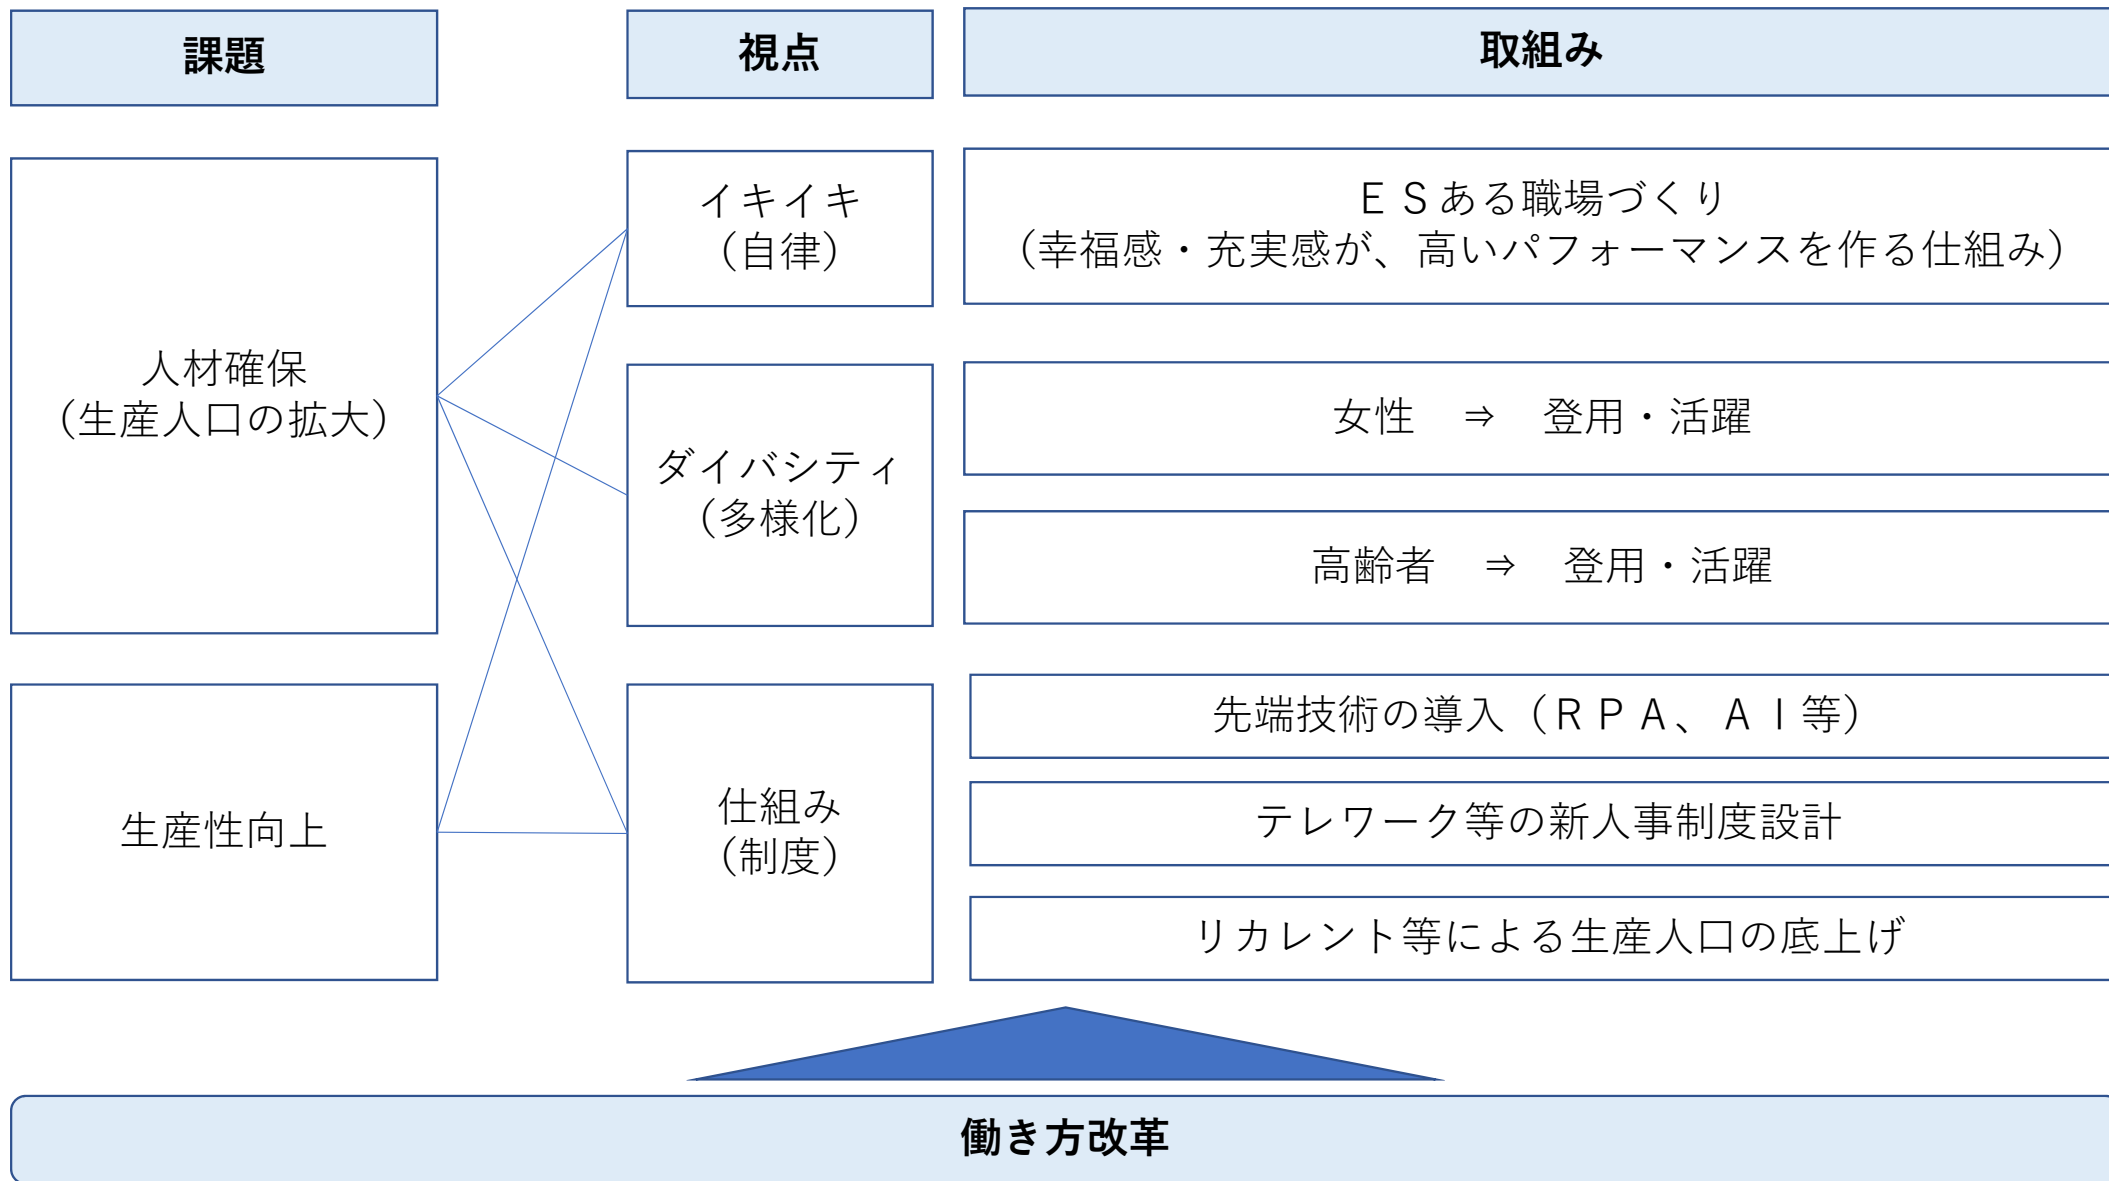 課題
視点
取組み
人材確保
（生産人口の拡大）
生産性向上
イキイキ
（自律）
ダイバシティ
（多様化）
仕組み
（制度）
ＥＳある職場づくり
（幸福感・充実感が、高いパフォーマンスを作る仕組み）
女性　⇒　登用・活躍
高齢者　⇒　登用・活躍
先端技術の導入（ＲＰＡ、ＡＩ等）
テレワーク等の新人事制度設計
リカレント等による生産人口の底上げ
働き方改革